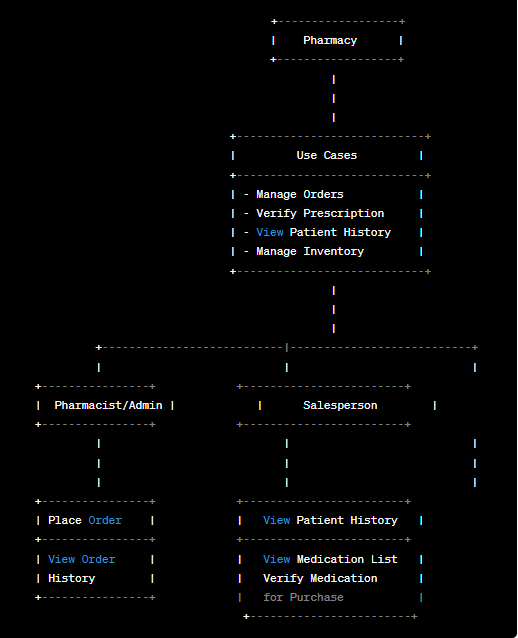 Pharmacy
Use Cases
- Manage Orders
- Verify Prescription
- View Patient History
- Manage Inventory
Pharmacist/Admin
Salesperson
Place Order
View Patient History
View Order
View Medication List
History
Verify Medication
for Purchase